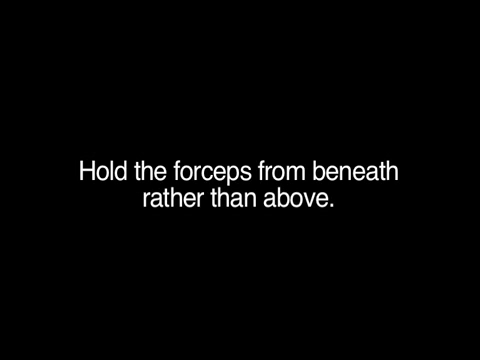 Hold the forceps from beneath
rather than above.